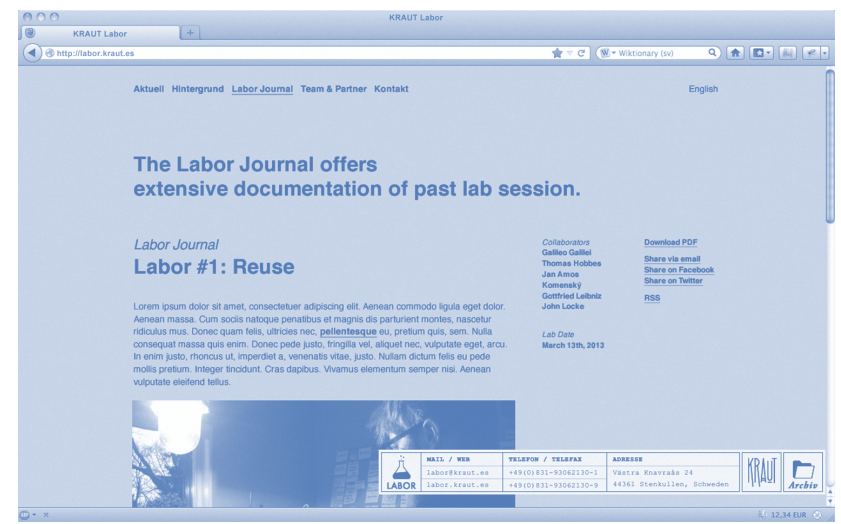 KRAUT Labor
KRAUT Labor
http://labor.kraut.es
Wiktionary (sv)
Aktuell Hintergrund Labor Journal Team & Partner Kontakt English
The Labor Journal offers
extensive documentation of past lab session.
Labor Journal
Labor #1: Reuse
Lorem ipsum dolor sit amet, consectetuer adipiscing elit. Aenean commodo ligula eget dolor.
Aenean massa. Cum sociis natoque penatibus et magnis dis parturient montes, nascetur
ridiculus mus. Donec quam felis, ultricies nec, pellentesque eu, pretium quis, sem. Nulla
consequat massa quis enim. Donec pede justo, fringilla vel, aliquet nec, vulputate eget, arcu.
In enim justo, rhoncus ut, imperdiet a, venenatis vitae, justo. Nullam dictum felis eu pede
mollis pretium. Integer tincidunt. Cras dapibus. Vivamus elementum semper nisi. Aenean
vulputate eleifend tellus.
Collaborators
Galileo Galilei
Thomas Hobbes
Jan Amos
Komenský
Gottfried Leibniz
John Locke
Lab Date
March 13th, 2013
Download PDF
Share via email
Share on Facebook
Share on Twitter
RSS
LABOR
MAIL / WEB
labor@kraut.es
labor.kraut.es
TELEFON / TELEFAX
+49(0)831-93062130-1
+49(0)831-93062130-9
ADRESSE
Västra Knavraås 24
44361 Stenkullen, Schweden
KRAUT
Archiv
12,34 EUR